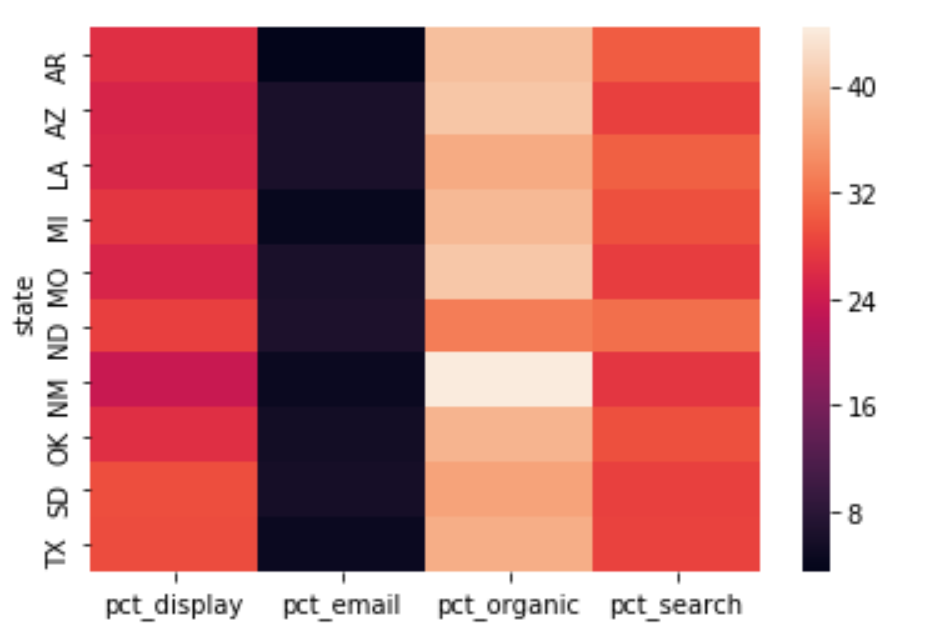 state
AR
AZ
LA
MI
MO
ND
NM
OK
SD
TX
pct_display pct_email pct_organic pct_search
40
32
24
16
8